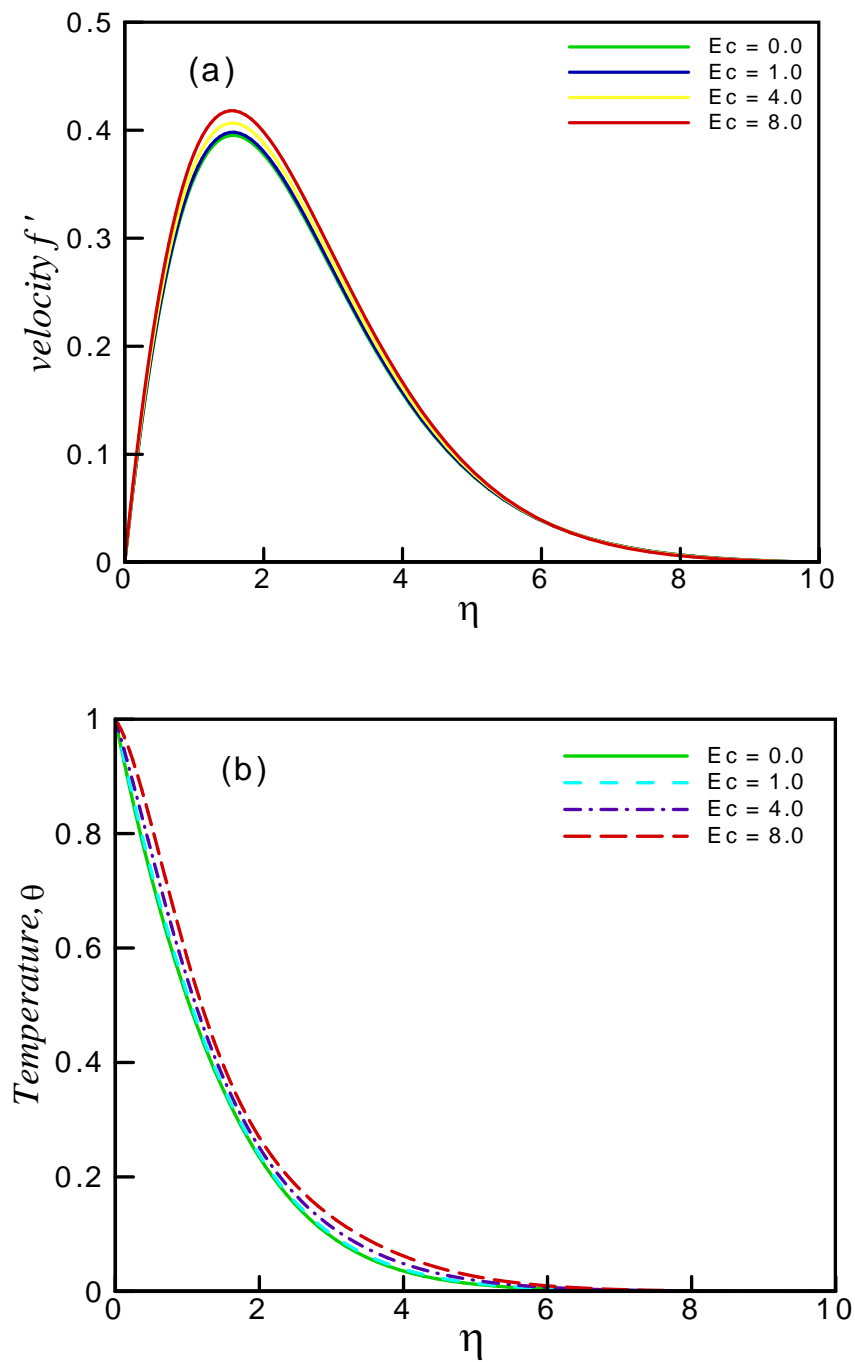 (a)
Ec = 0.0
Ec = 1.0
Ec = 4.0
Ec = 8.0
velocity f '
0.5
0.4
0.3
0.2
0.1
0
0 2 4 6 8 10
η
(b)
Ec = 0.0
Ec = 1.0
Ec = 4.0
Ec = 8.0
Temperature, θ
1
0.8
0.6
0.4
0.2
0
0 2 4 6 8 10
η